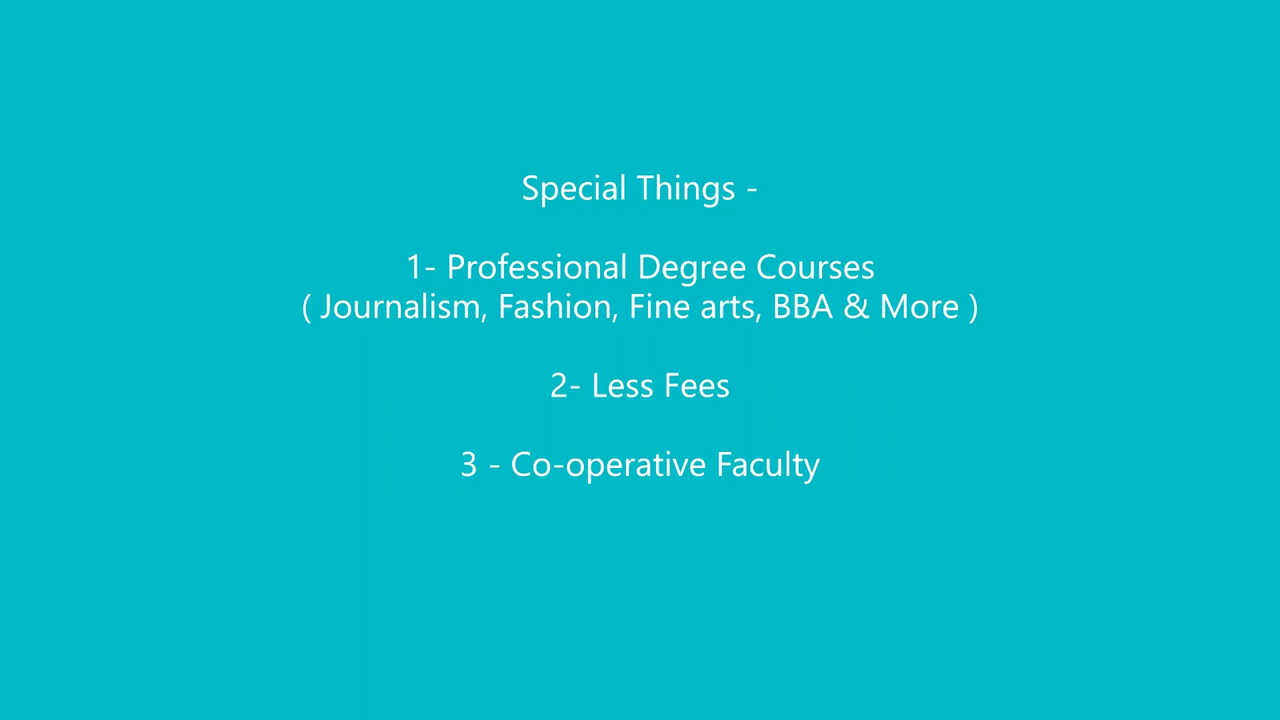 Special Things -
1- Professional Degree Courses
( Journalism, Fashion, Fine arts, BBA & More )
2- Less Fees
3 - Co-operative Faculty